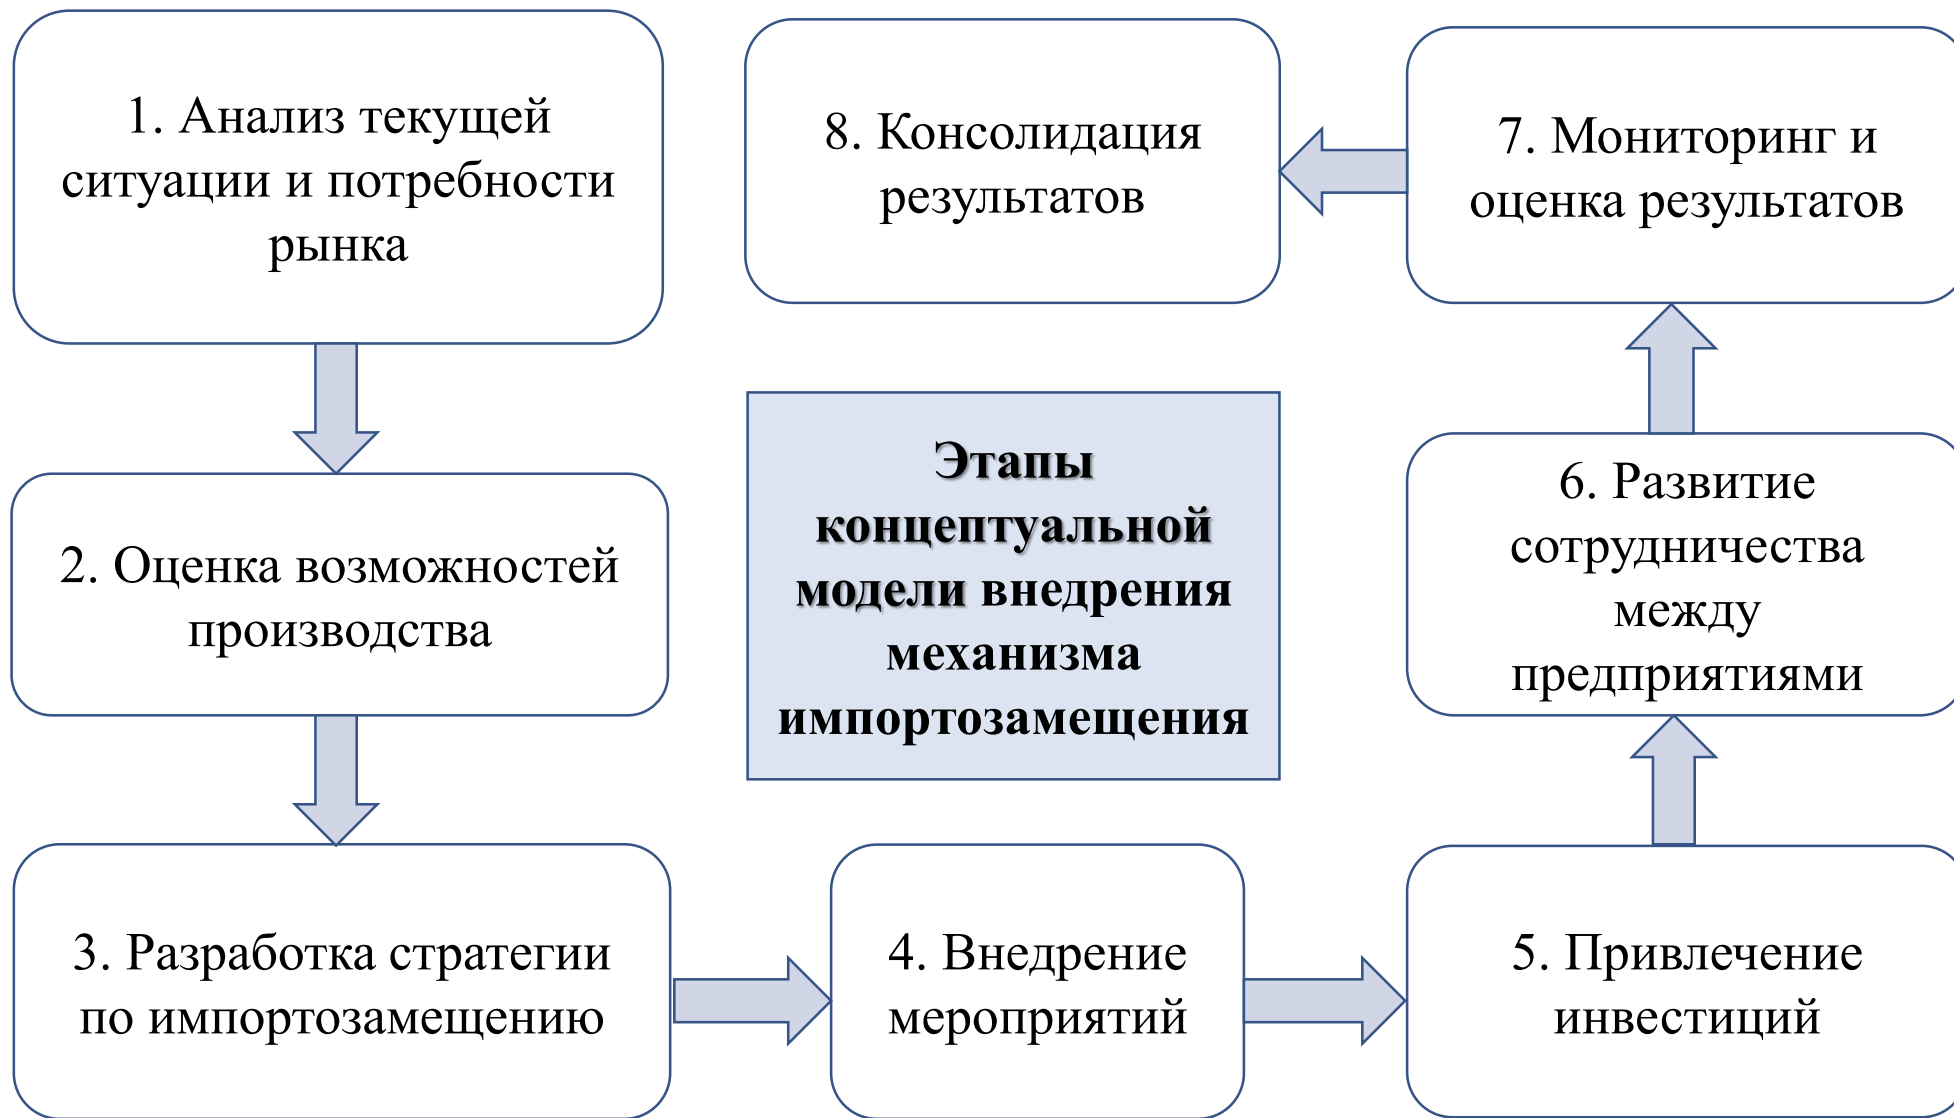 1. Анализ текущей
ситуации и потребности
рынка
2. Оценка возможностей
производства
3. Разработка стратегии
по импортозамещению
4. Внедрение
мероприятий
5. Привлечение
инвестиций
6. Развитие
сотрудничества
между
предприятиями
7. Мониторинг и
оценка результатов
8. Консолидация
результатов
Этапы
концептуальной
модели внедрения
механизма
импортозамещения